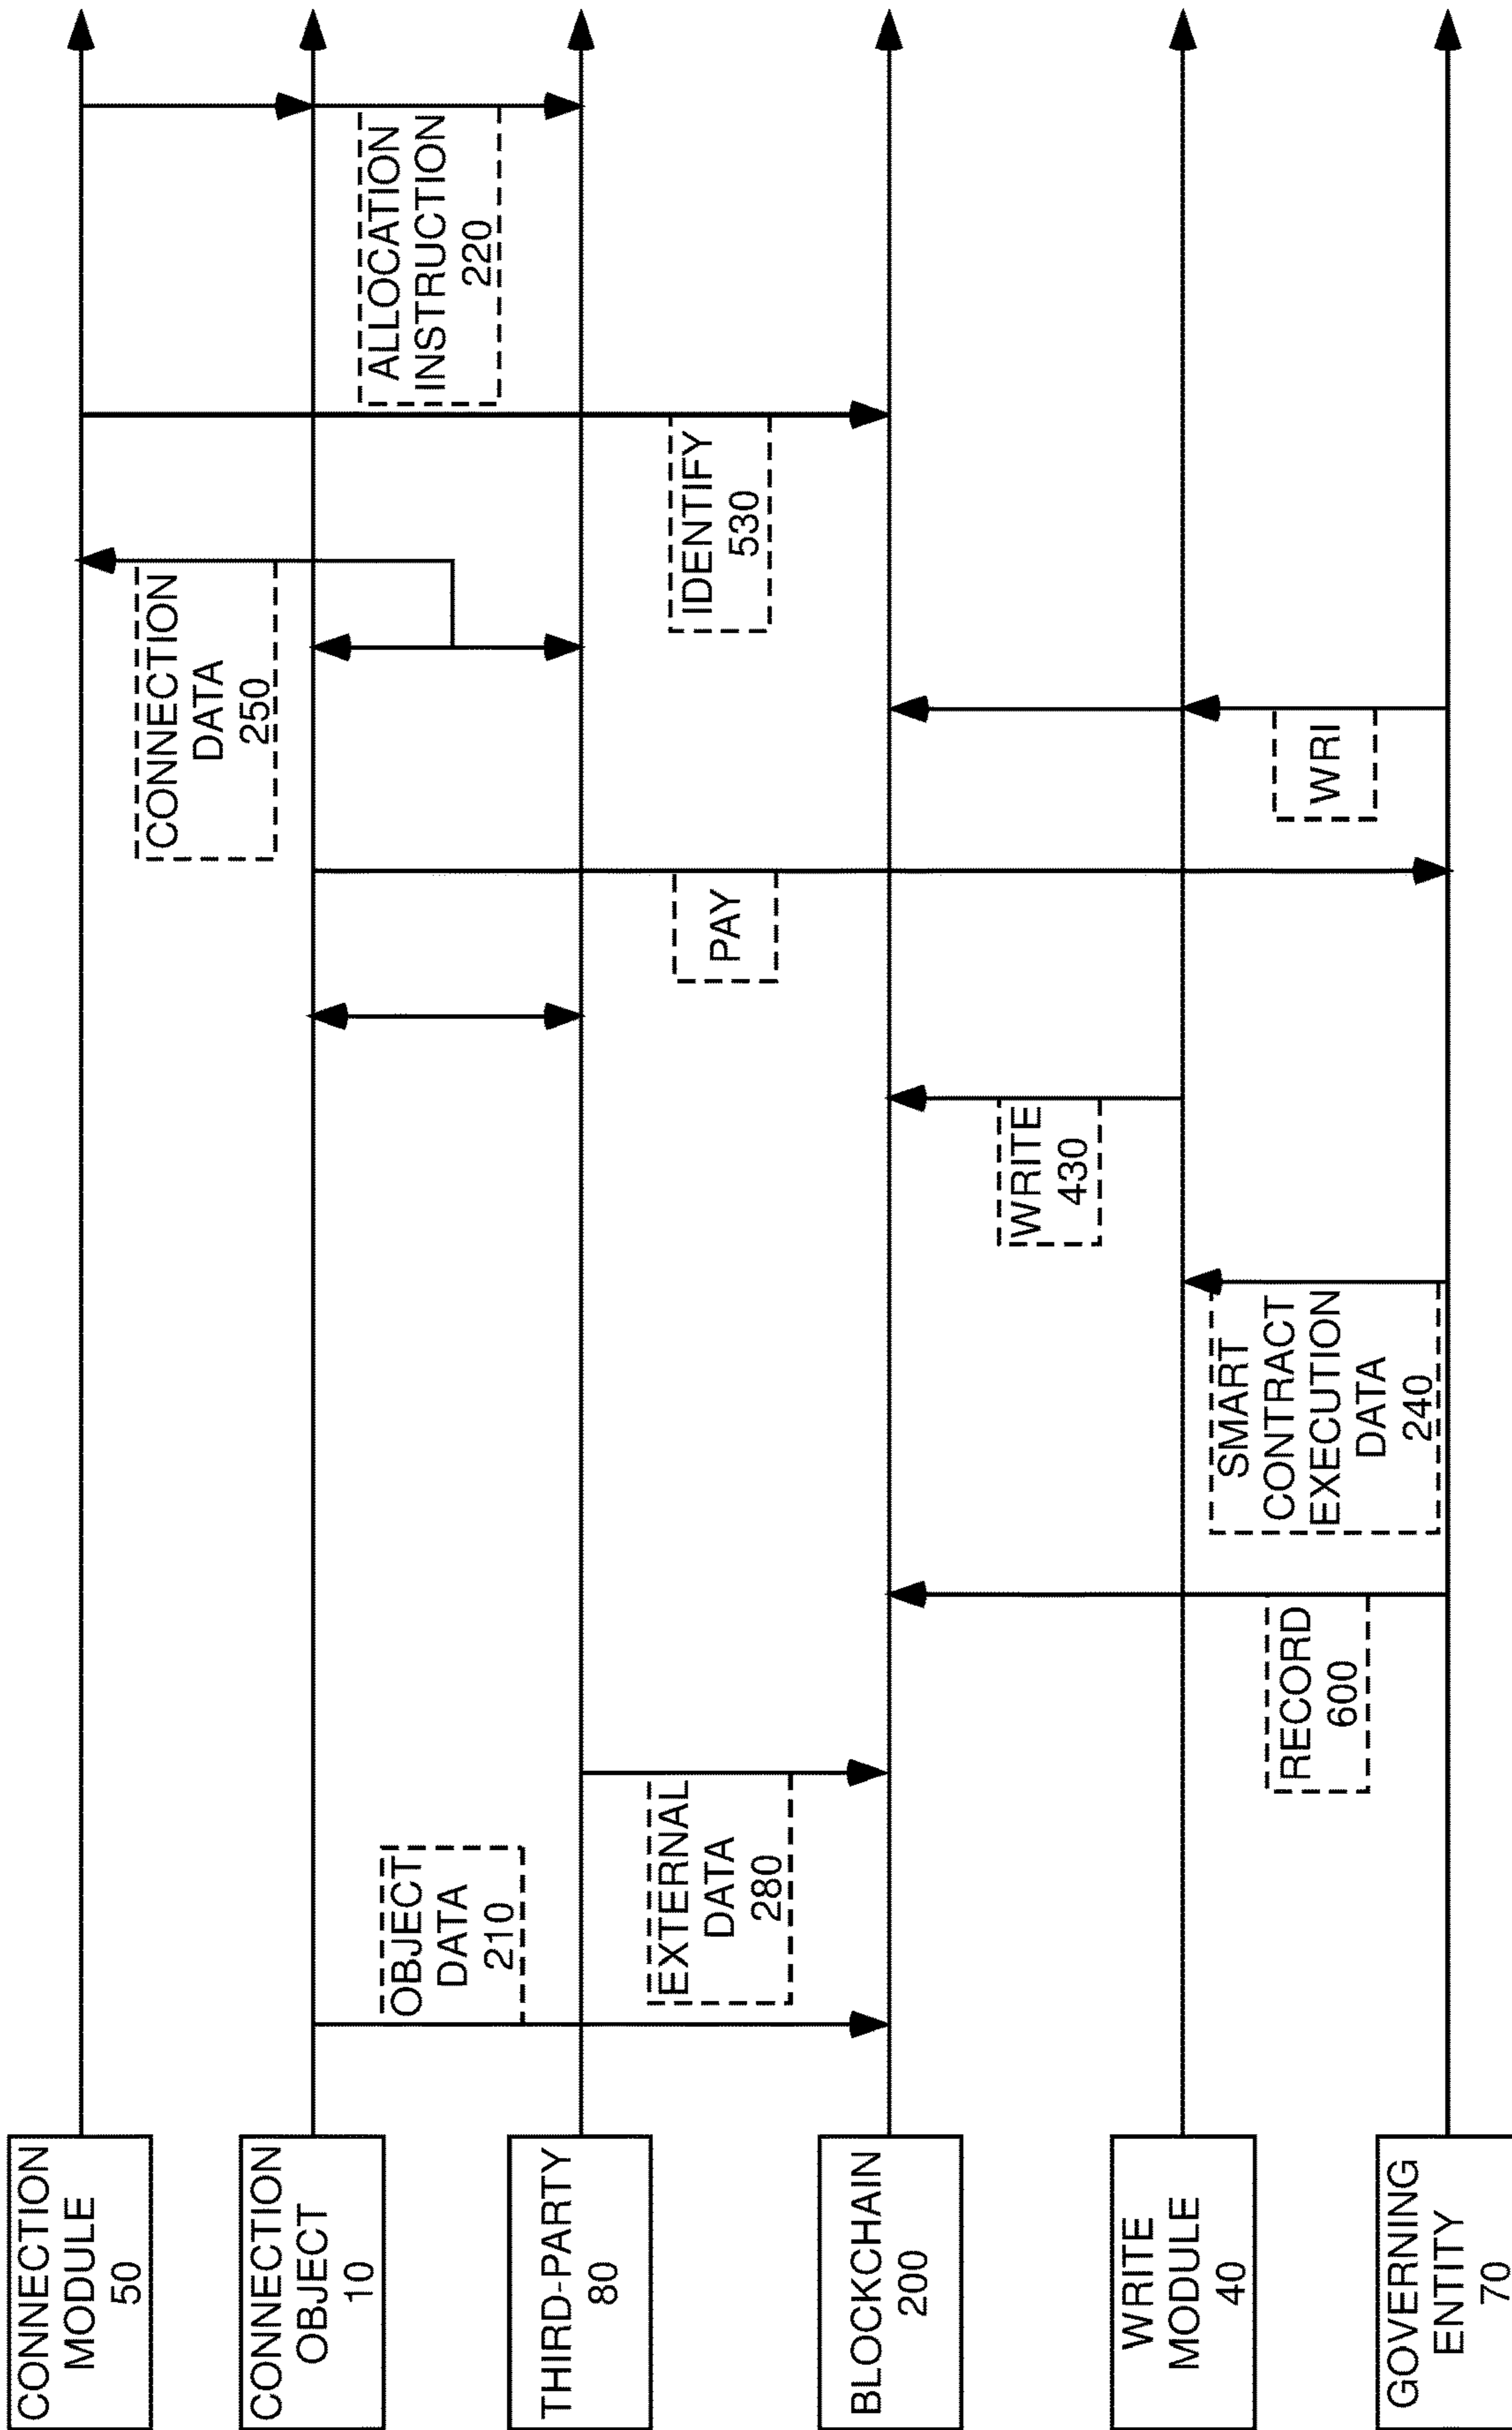 CONNECTION
MODULE
50
CONNECTION
OBJECT
10
THIRD-PARTY
80
BLOCKCHAIN
200
WRITE
MODULE
40
GOVERNING
ENTITY
70
OBJECT
DATA
210
EXTERNAL
DATA
280
RECORD
600
SMART
CONTRACT
EXECUTION
DATA
240
WRITE
430
PAY
WRI
CONNECTION
DATA
250
IDENTIFY
530
ALLOCATION
INSTRUCTION
220